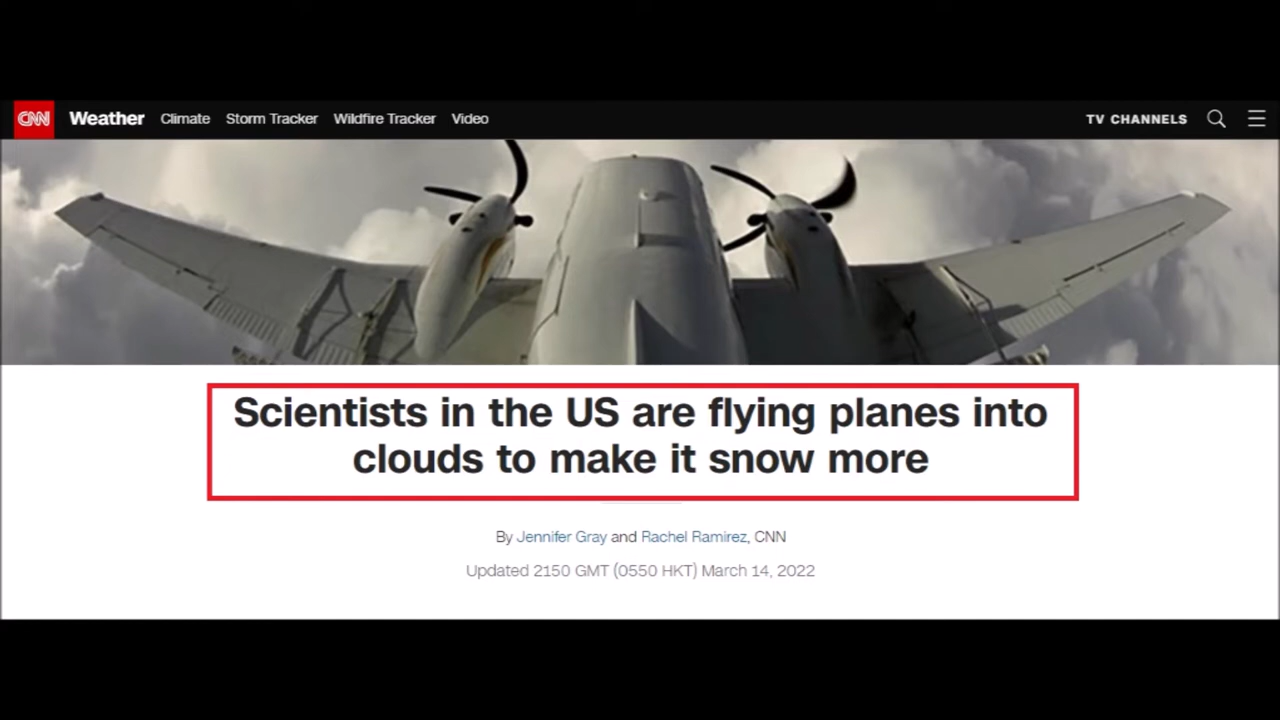 CNN Weather Climate Storm Tracker Wildfire Tracker Video TV CHANNELS
Scientists in the US are flying planes into
clouds to make it snow more
By Jennifer Gray and Rachel Ramirez, CNN
Updated 2150 GMT (0550 HKT) March 14, 2022